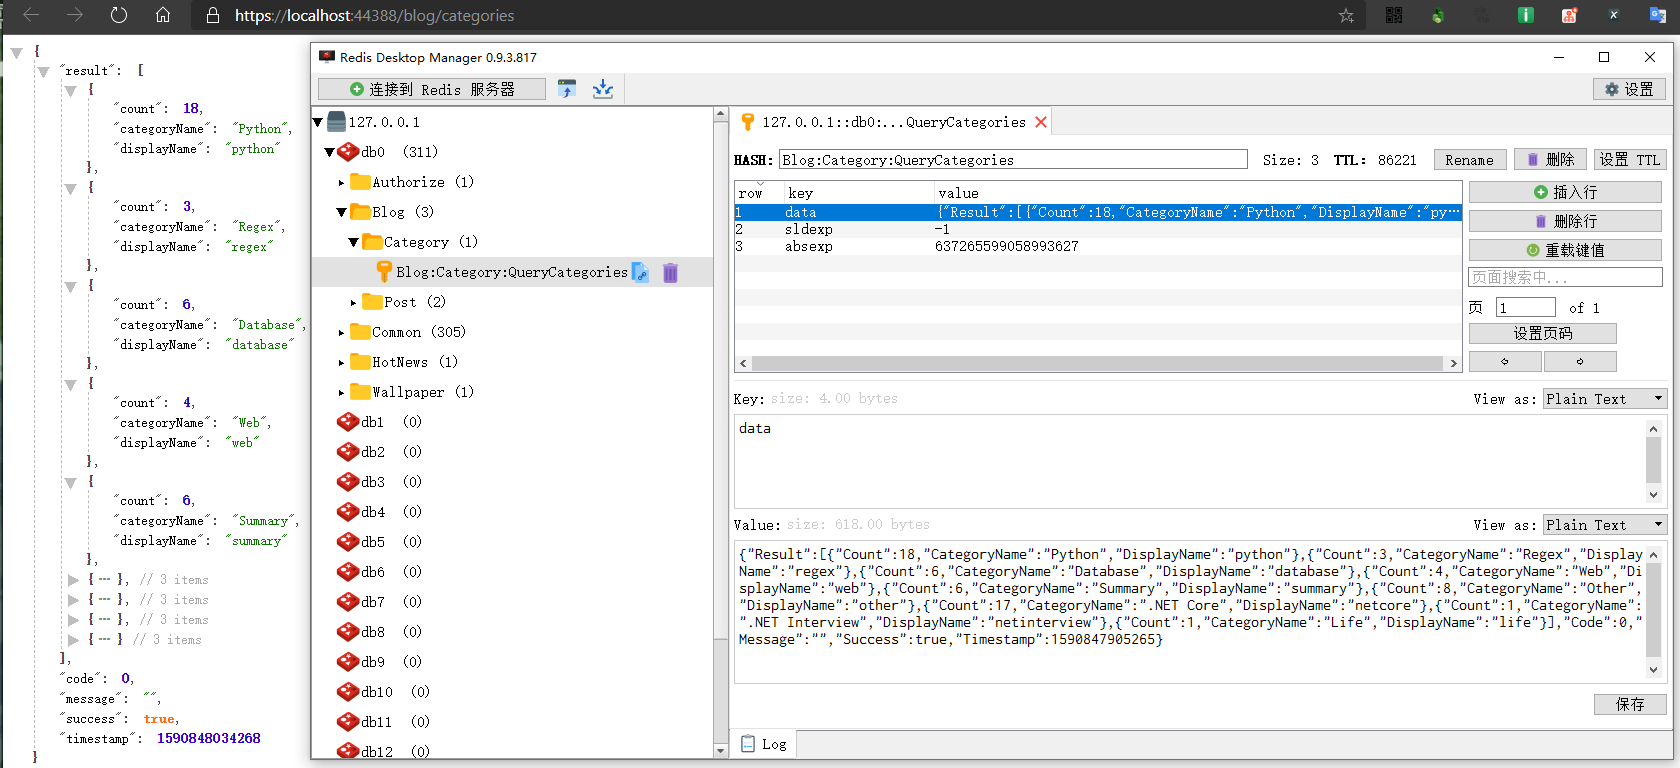 https://localhost:44388/blog/categories
{
"result": [
{
"count": 18,
"categoryName": "Python",
"displayName": "python"
},
{
"count": 3,
"categoryName": "Regex",
"displayName": "regex"
},
{
"count": 6,
"categoryName": "Database",
"displayName": "database"
},
{
"count": 4,
"categoryName": "Web",
"displayName": "web"
},
{
"count": 6,
"categoryName": "Summary",
"displayName": "summary"
},
{ ... }, // 3 items
{ ... }, // 3 items
{ ... }, // 3 items
{ ... } // 3 items
],
"code": 0,
"message": "",
"success": true,
"timestamp": 1590848034268
}
Redis Desktop Manager 0.9.3.817
连接到 Redis 服务器
设置
127.0.0.1
db0 (311)
Authorize (1)
Blog (3)
Category (1)
Blog:Category:QueryCategories
Post (2)
Common (305)
HotNews (1)
Wallpaper (1)
db1 (0)
db2 (0)
db3 (0)
db4 (0)
db5 (0)
db6 (0)
db7 (0)
db8 (0)
db9 (0)
db10 (0)
db11 (0)
db12 (0)
127.0.0.1::db0:...QueryCategories
HASH: Blog:Category:QueryCategories Size: 3 TTL: 86221 Rename 删除 设置 TTL
row key value
1 data {"Result":[{"Count":18,"CategoryName":"Python","DisplayName":"py...
2 sldexp -1
3 absexp 637265599058993627
插入行
删除行
重载键值
页面搜索中...
页 1 of 1
设置页码
Key: size: 4.00 bytes View as: Plain Text
data
Value: size: 618.00 bytes View as: Plain Text
{"Result":[{"Count":18,"CategoryName":"Python","DisplayName":"python"},{"Count":3,"CategoryName":"Regex","Display
Name":"regex"},{"Count":6,"CategoryName":"Database","DisplayName":"database"},{"Count":4,"CategoryName":"Web","Di
splayName":"web"},{"Count":6,"CategoryName":"Summary","DisplayName":"summary"},{"Count":8,"CategoryName":"Other",
"DisplayName":"other"},{"Count":17,"CategoryName":".NET Core","DisplayName":"netcore"},{"Count":1,"CategoryName":
".NET Interview","DisplayName":"netinterview"},{"Count":1,"CategoryName":"Life","DisplayName":"life"}],"Code":0,"
Message":"","Success":true,"Timestamp":1590847905265}
保存
Log